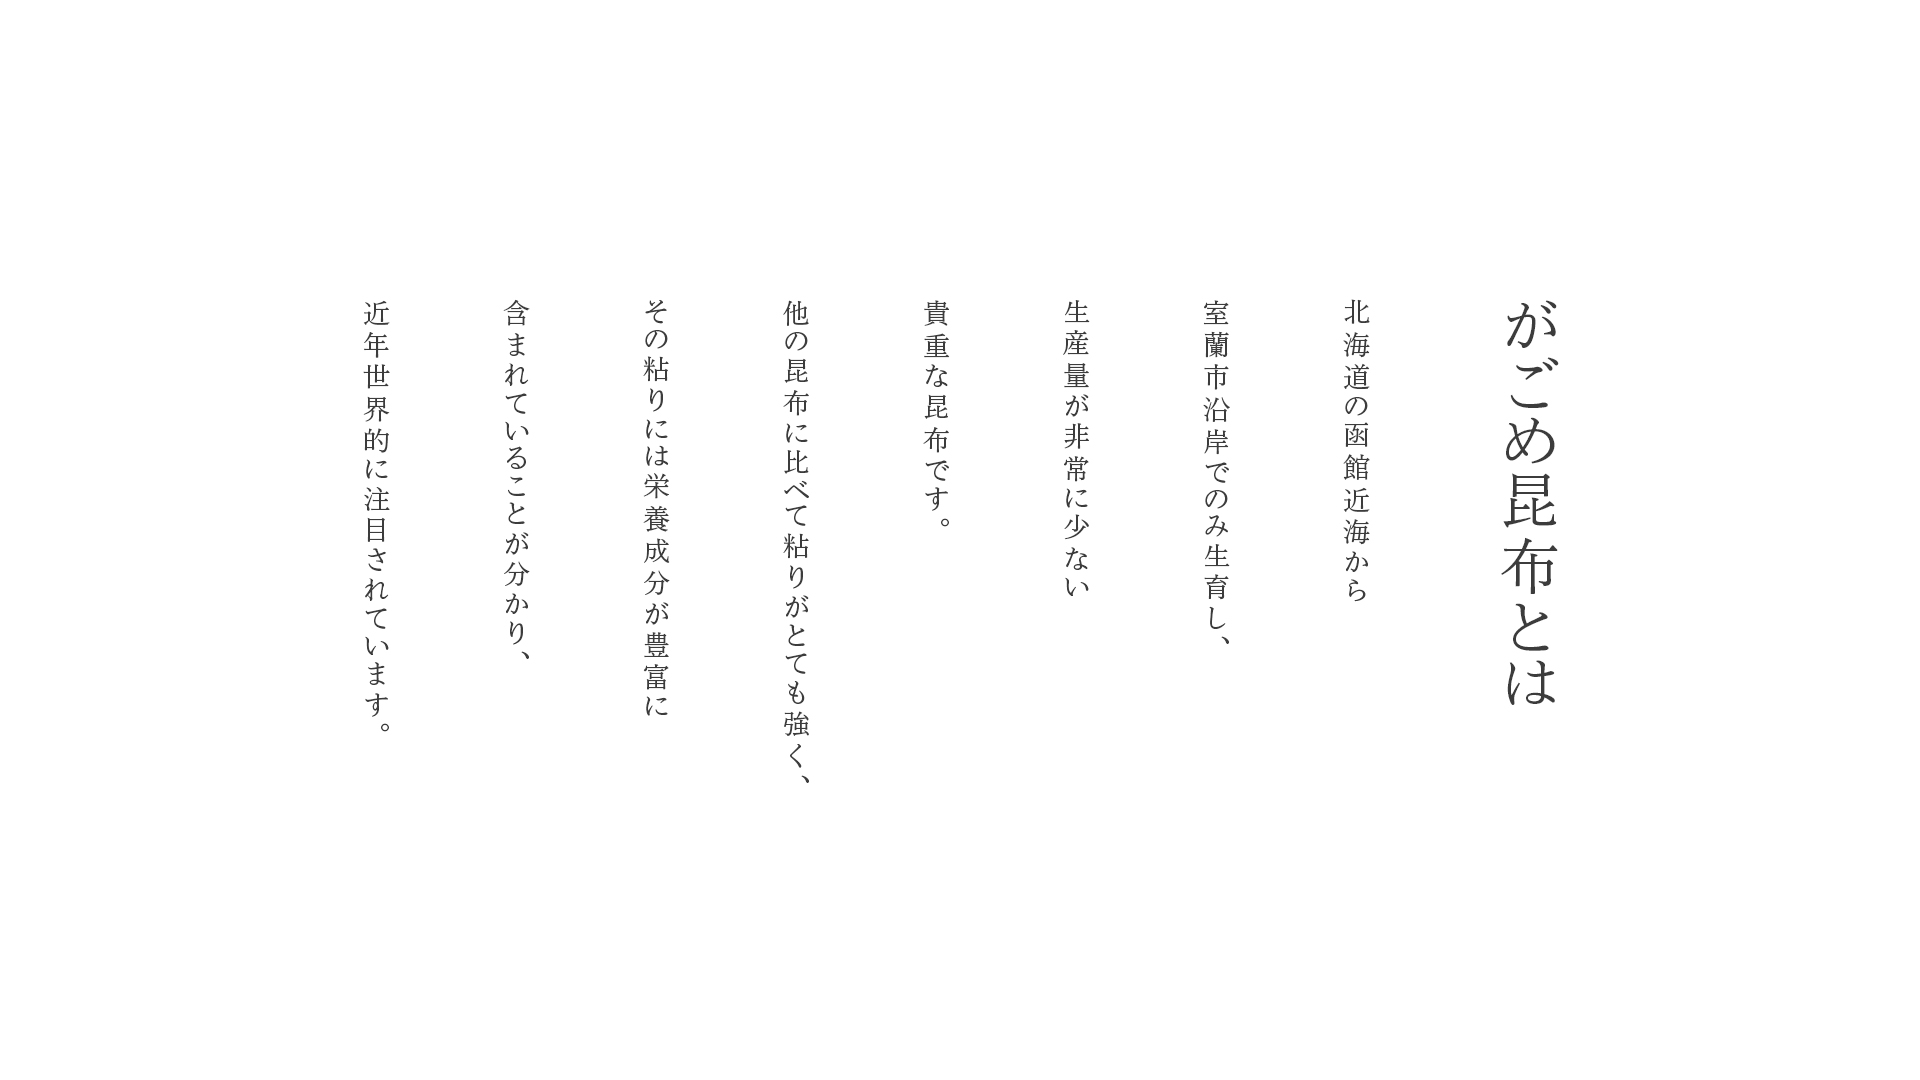 がごめ昆布とは
北海道の函館近海から
室蘭市沿岸でのみ生育し、
生産量が非常に少ない
貴重な昆布です。
他の昆布に比べて粘りがとても強く、
その粘りには栄養成分が豊富に
含まれていることが分かり、
近年世界的に注目されています。